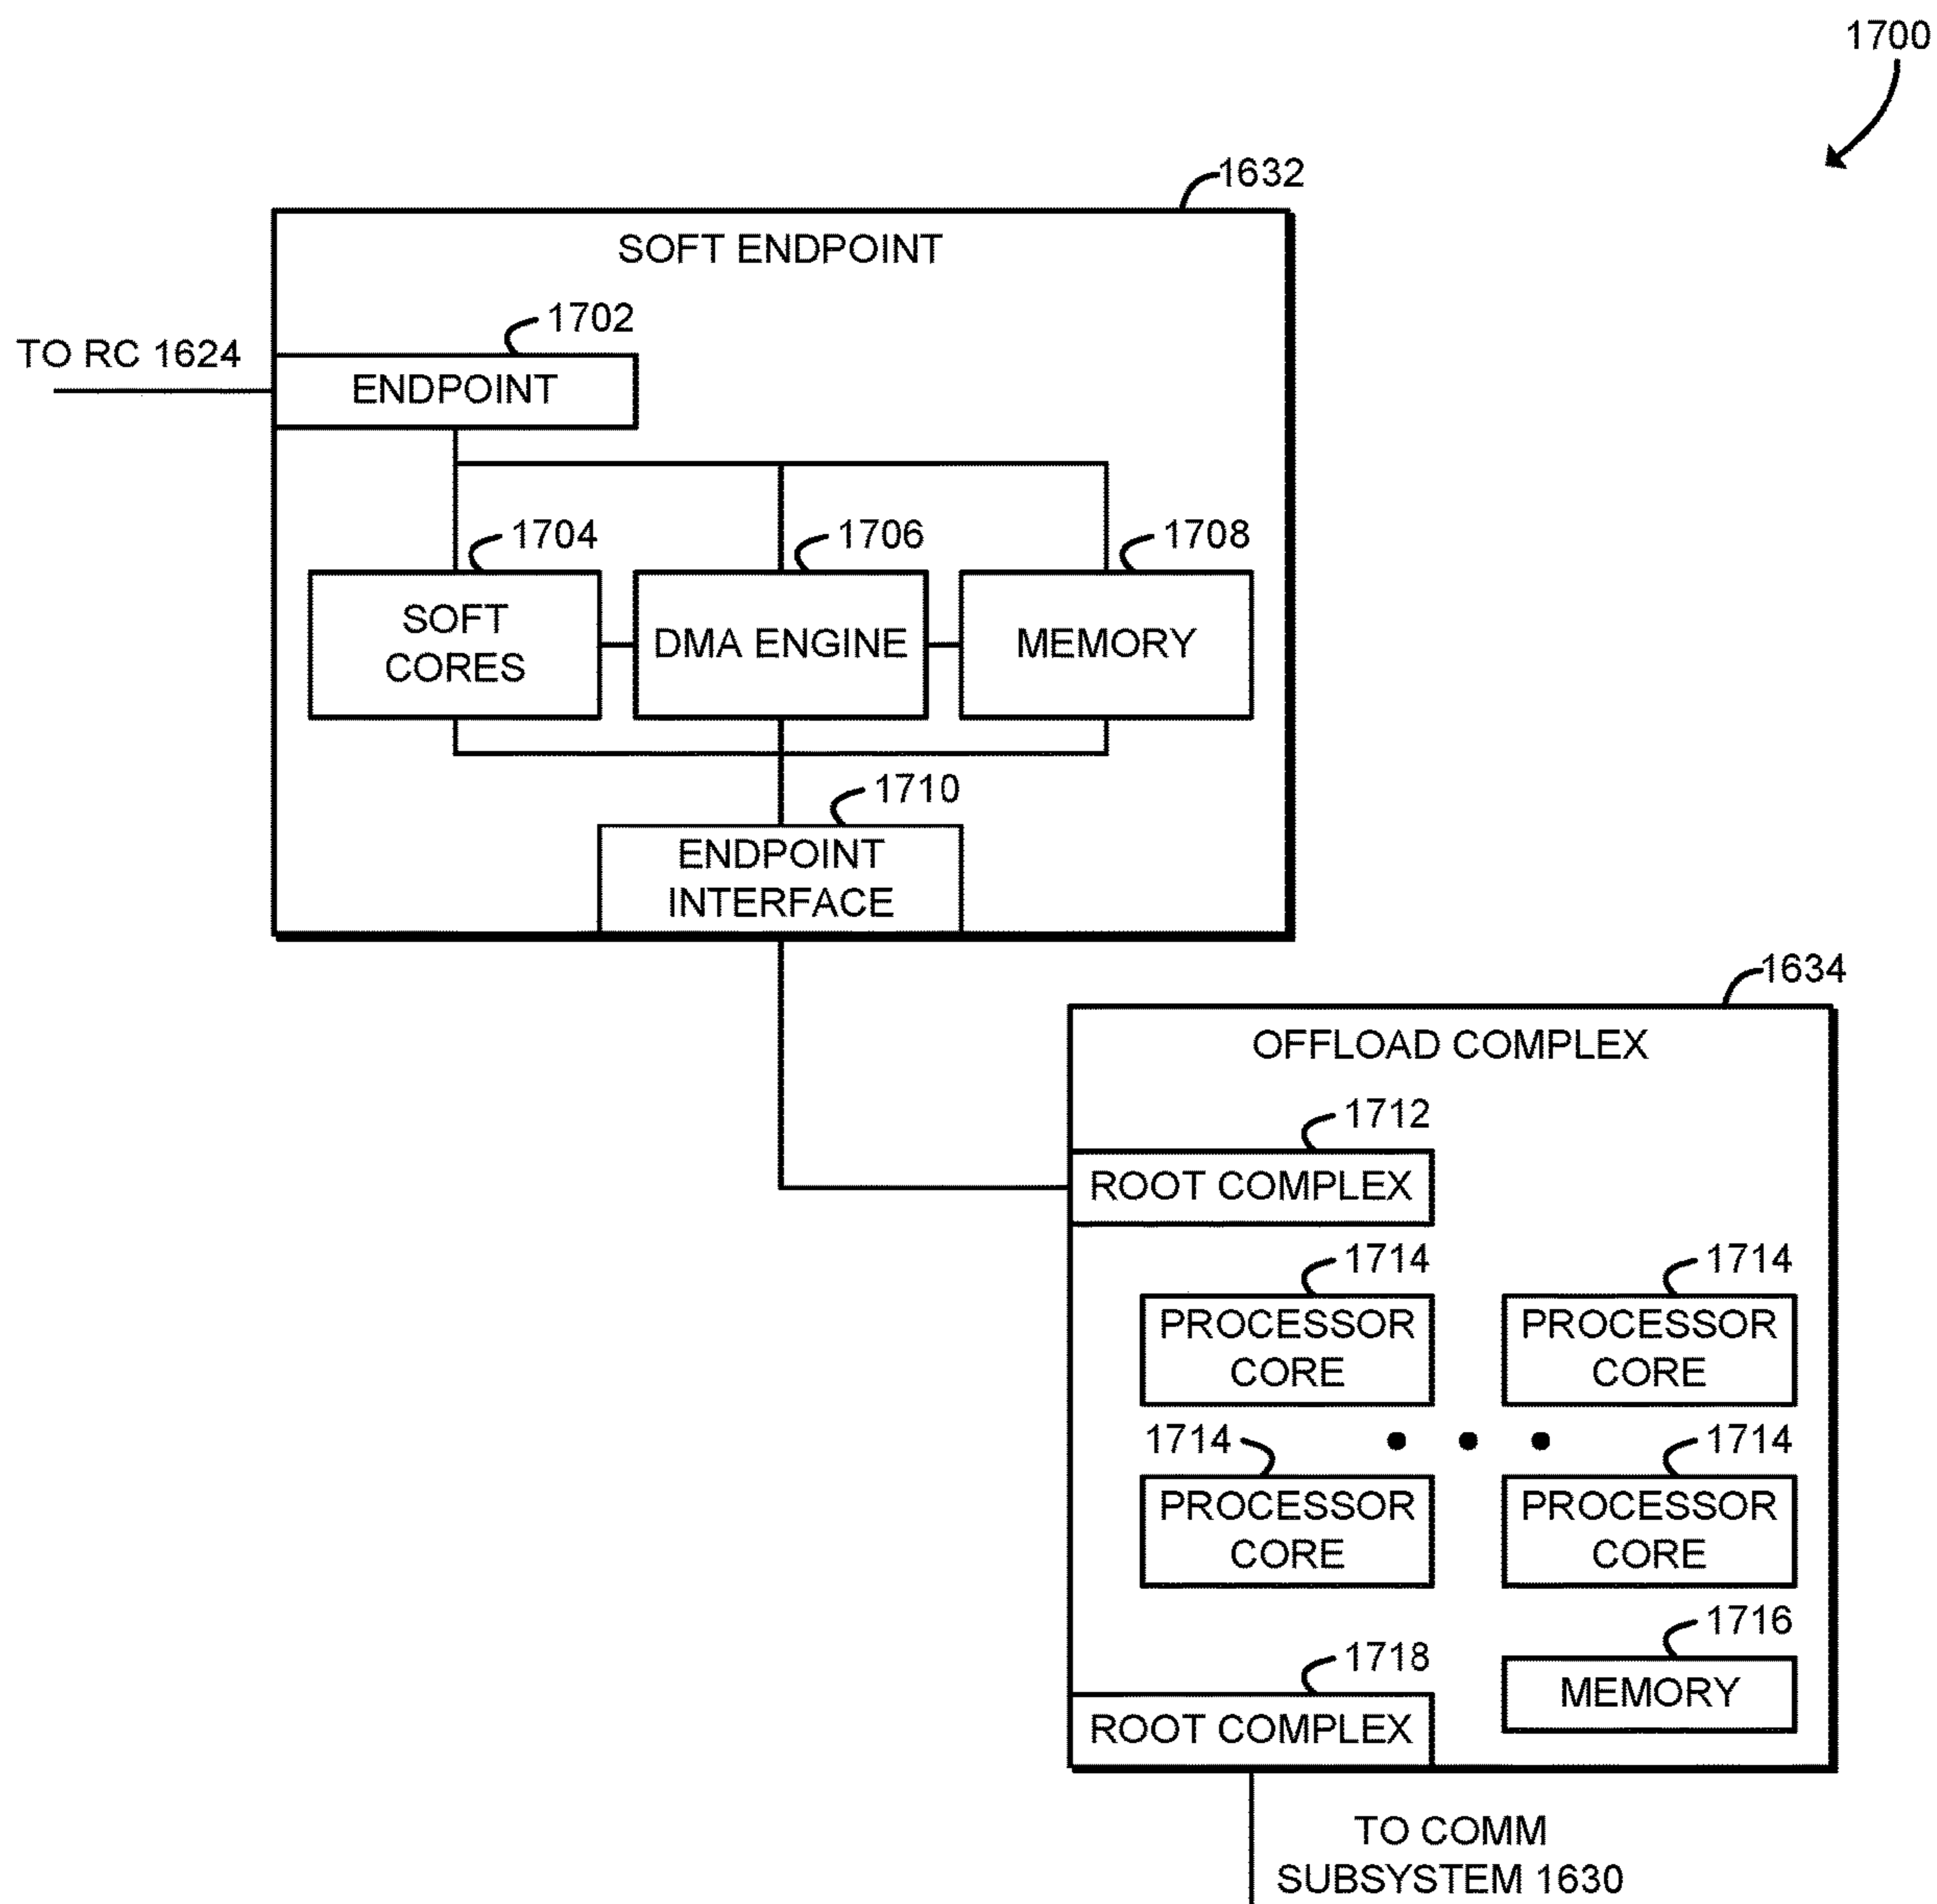 1700
1632
SOFT ENDPOINT
1702
TO RC 1624
ENDPOINT
1704
1706
1708
SOFT
CORES
DMA ENGINE
MEMORY
1710
ENDPOINT
INTERFACE
1634
OFFLOAD COMPLEX
1712
ROOT COMPLEX
1714
1714
PROCESSOR
CORE
PROCESSOR
CORE
1714
1714
PROCESSOR
CORE
PROCESSOR
CORE
1716
1718
MEMORY
ROOT COMPLEX
TO COMM
SUBSYSTEM 1630